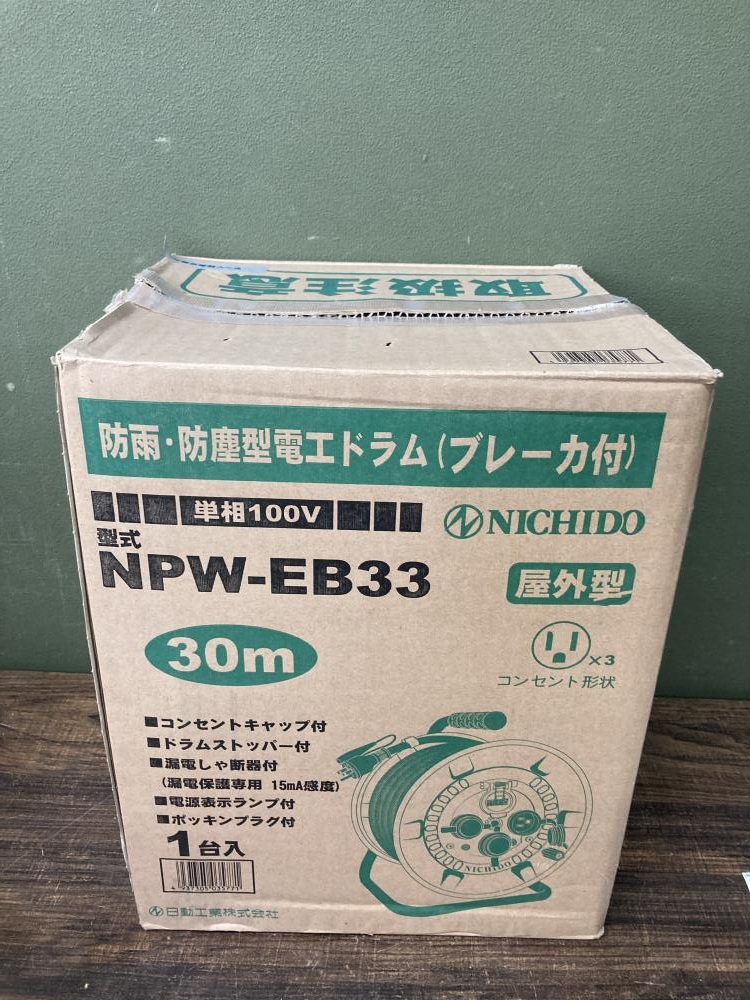 取扱注意
防雨・防塵型電工ドラム(ブレーカ付)
単相100V
NICHIDO
型式
NPW-EB33
屋外型
30m
×3
コンセント形状
■コンセントキャップ付
■ドラムストッパー付
■漏電しゃ断器付
(漏電保護専用 15mA感度)
■電源表示ランプ付
■ポッキンプラグ付
1台入
NICHIDO
日動工業株式会社